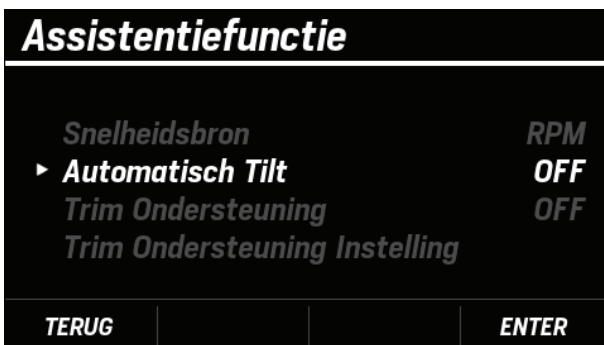 Assistentiefunctie
Snelheidsbron RPM
Automatisch Tilt OFF
Trim Ondersteuning OFF
Trim Ondersteuning Instelling
TERUG ENTER